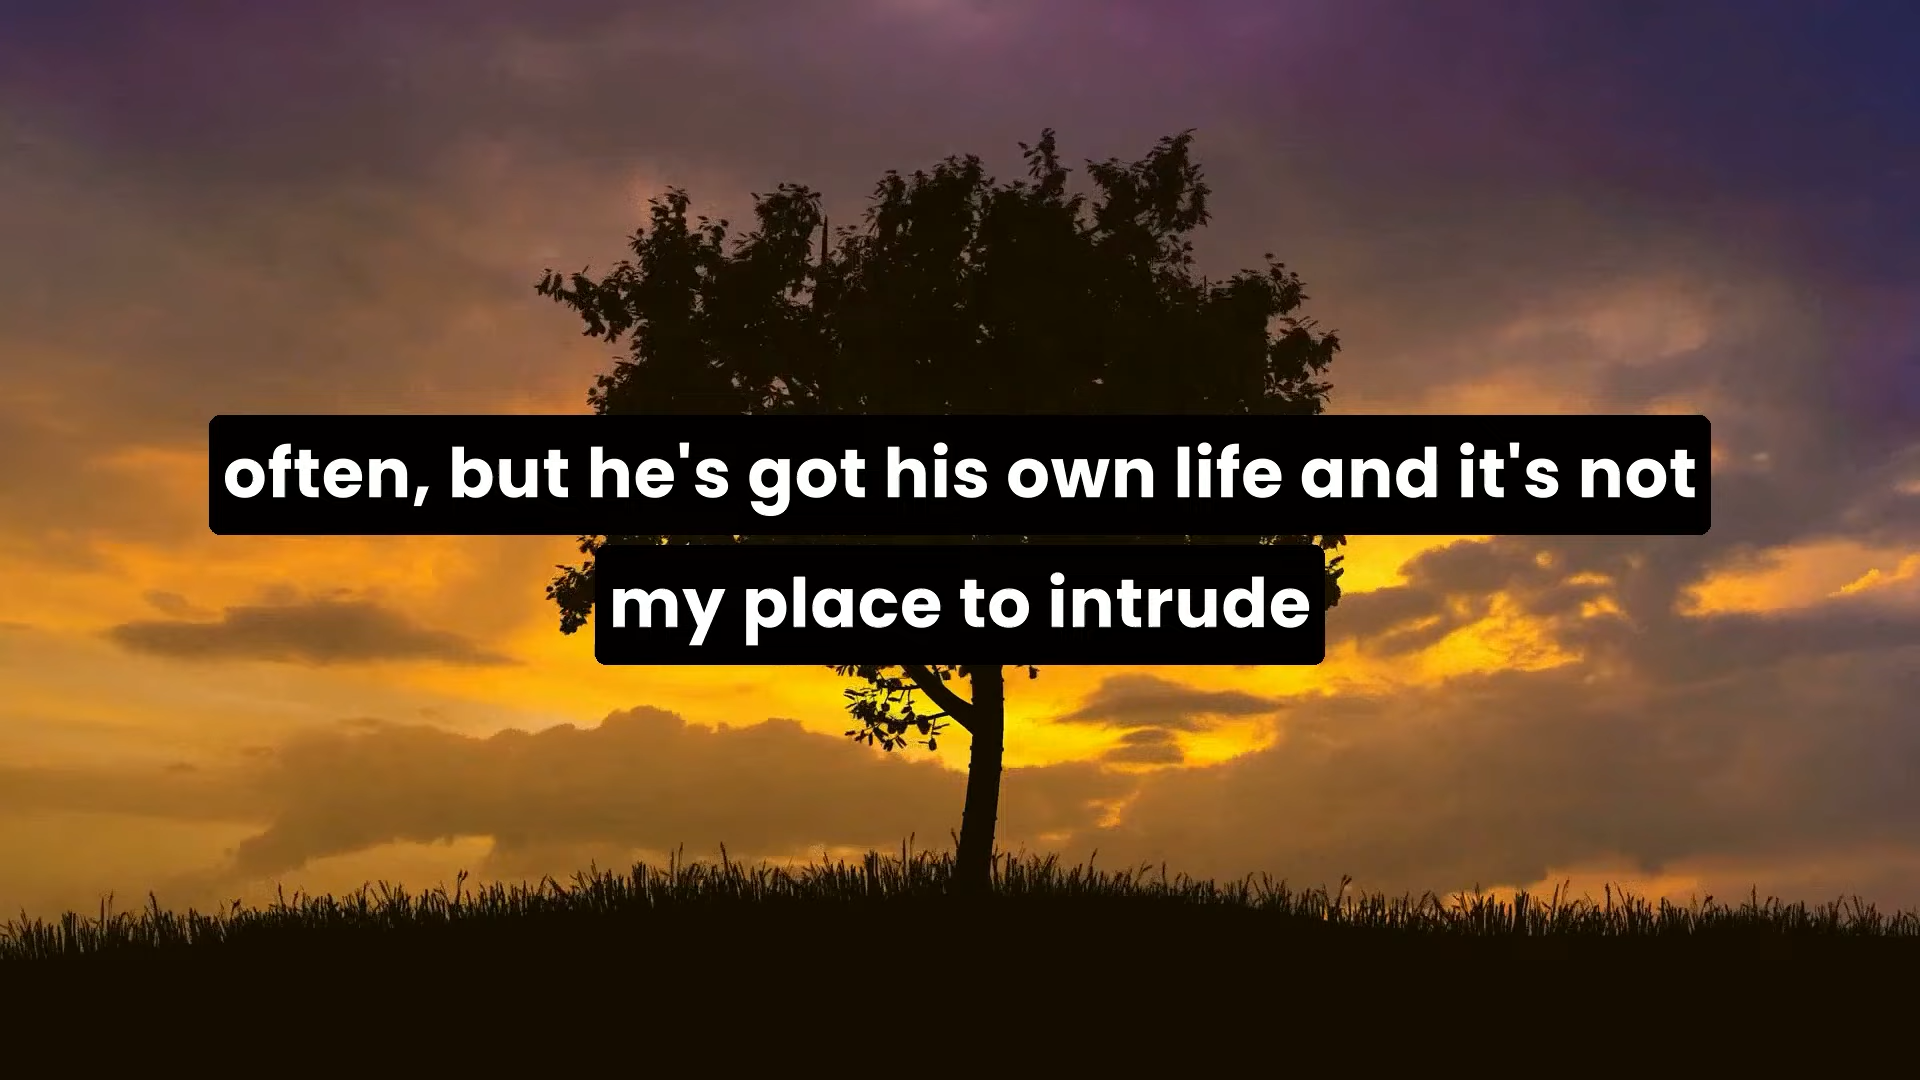 often, but he's got his own life and it's not
my place to intrude